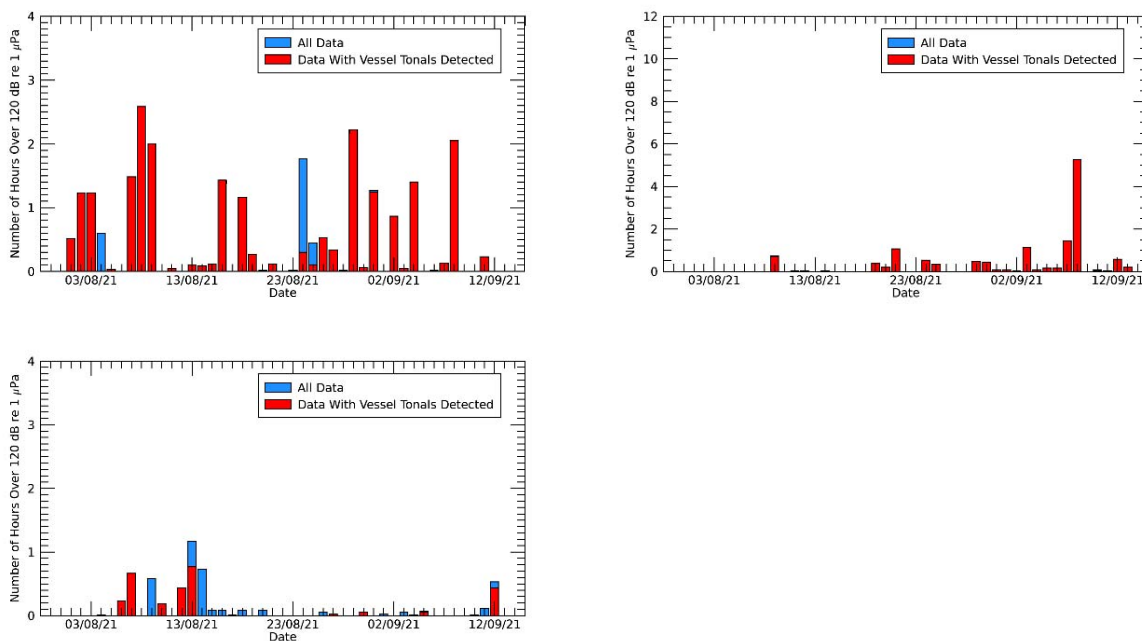 Number of Hours Over 120 dB re 1 μPa
4
3
2
1
0
All Data
Data With Vessel Tonals Detected
03/08/21 13/08/21 23/08/21 02/09/21 12/09/21
Date
Number of Hours Over 120 dB re 1 μPa
12
10
8
6
4
2
0
All Data
Data With Vessel Tonals Detected
03/08/21 13/08/21 23/08/21 02/09/21 12/09/21
Date
Number of Hours Over 120 dB re 1 μPa
4
3
2
1
0
All Data
Data With Vessel Tonals Detected
03/08/21 13/08/21 23/08/21 02/09/21 12/09/21
Date